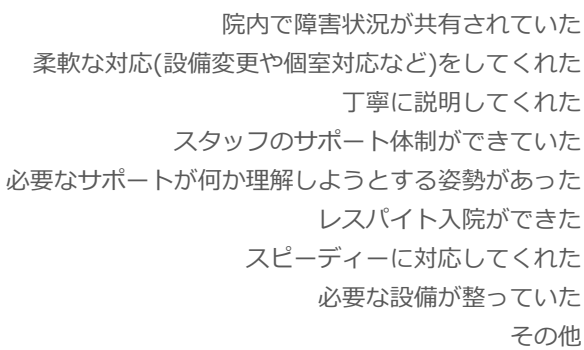 院内で障害状況が共有されていた
柔軟な対応(設備変更や個室対応など)をしてくれた
丁寧に説明してくれた
スタッフのサポート体制ができていた
必要なサポートが何か理解しようとする姿勢があった
レスパイト入院ができた
スピーディーに対応してくれた
必要な設備が整っていた
その他